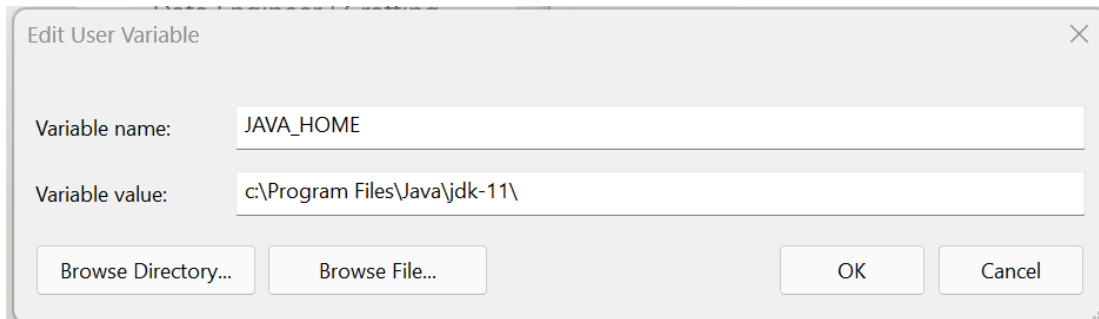 Edit User Variable
Variable name: JAVA_HOME
Variable value: c:\Program Files\Java\jdk-11\
Browse Directory... Browse File... OK Cancel